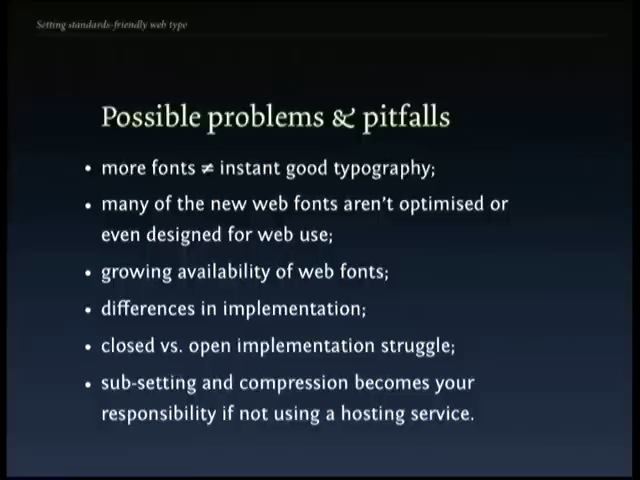 Setting standards-friendly web type
Possible problems & pitfalls
• more fonts ≠ instant good typography;
• many of the new web fonts aren't optimised or
even designed for web use;
• growing availability of web fonts;
• differences in implementation;
• closed vs. open implementation struggle;
• sub-setting and compression becomes your
responsibility if not using a hosting service.